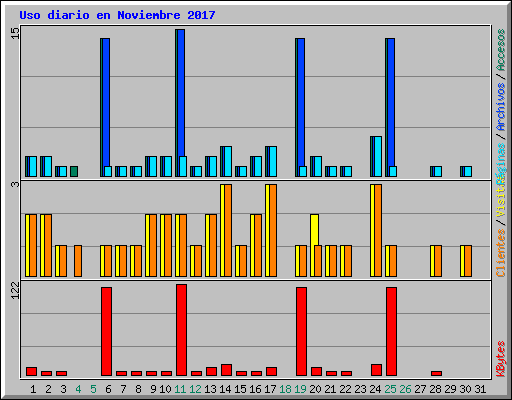 Uso diario en Noviembre 2017
15
3
122
Accesos / Archivos / Páginas
Visitas / Clientes
KBytes
1 2 3 4 5 6 7 8 9 10 11 12 13 14 15 16 17 18 19 20 21 22 23 24 25 26 27 28 29 30 31